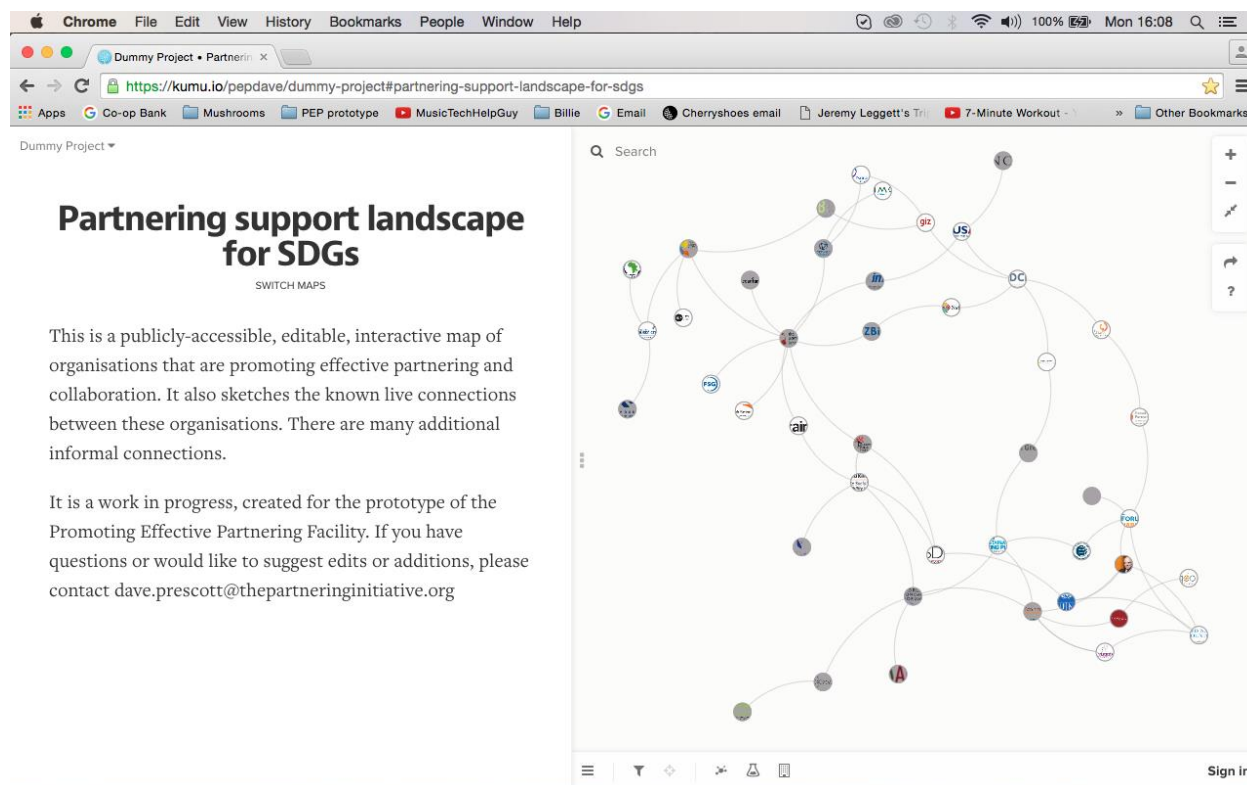 Chrome File Edit View History Bookmarks People Window Help 100% Mon 16:08
Dummy Project • Partnerin
https://kumu.io/pepdave/dummy-project#partnering-support-landscape-for-sdgs
Apps Co-op Bank Mushrooms PEP prototype MusicTechHelpGuy Billie Email Cherryshoes email Jeremy Leggett's Tri 7-Minute Workout - » Other Bookmarks
Dummy Project
Search
Partnering support landscape
for SDGs
SWITCH MAPS
This is a publicly-accessible, editable, interactive map of
organisations that are promoting effective partnering and
collaboration. It also sketches the known live connections
between these organisations. There are many additional
informal connections.
It is a work in progress, created for the prototype of the
Promoting Effective Partnering Facility. If you have
questions or would like to suggest edits or additions, please
contact dave.prescott@thepartneringinitiative.org
giz
US
DC
in
ZB
FSG
air
FORU
D
A
?
Sign in